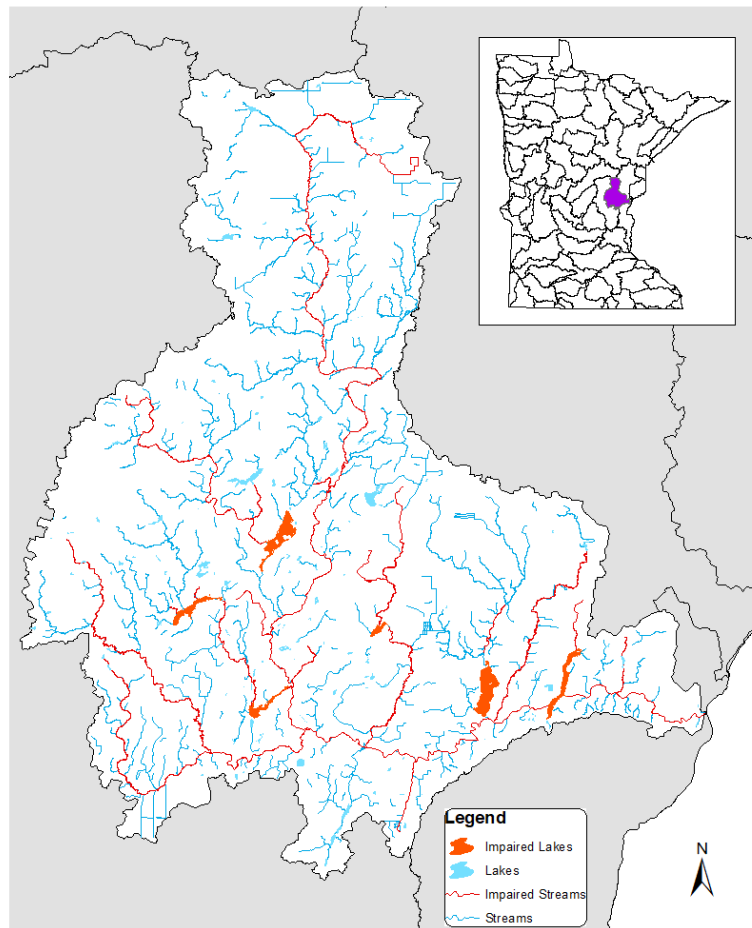 Legend
Impaired Lakes
Lakes
Impaired Streams
Streams
N